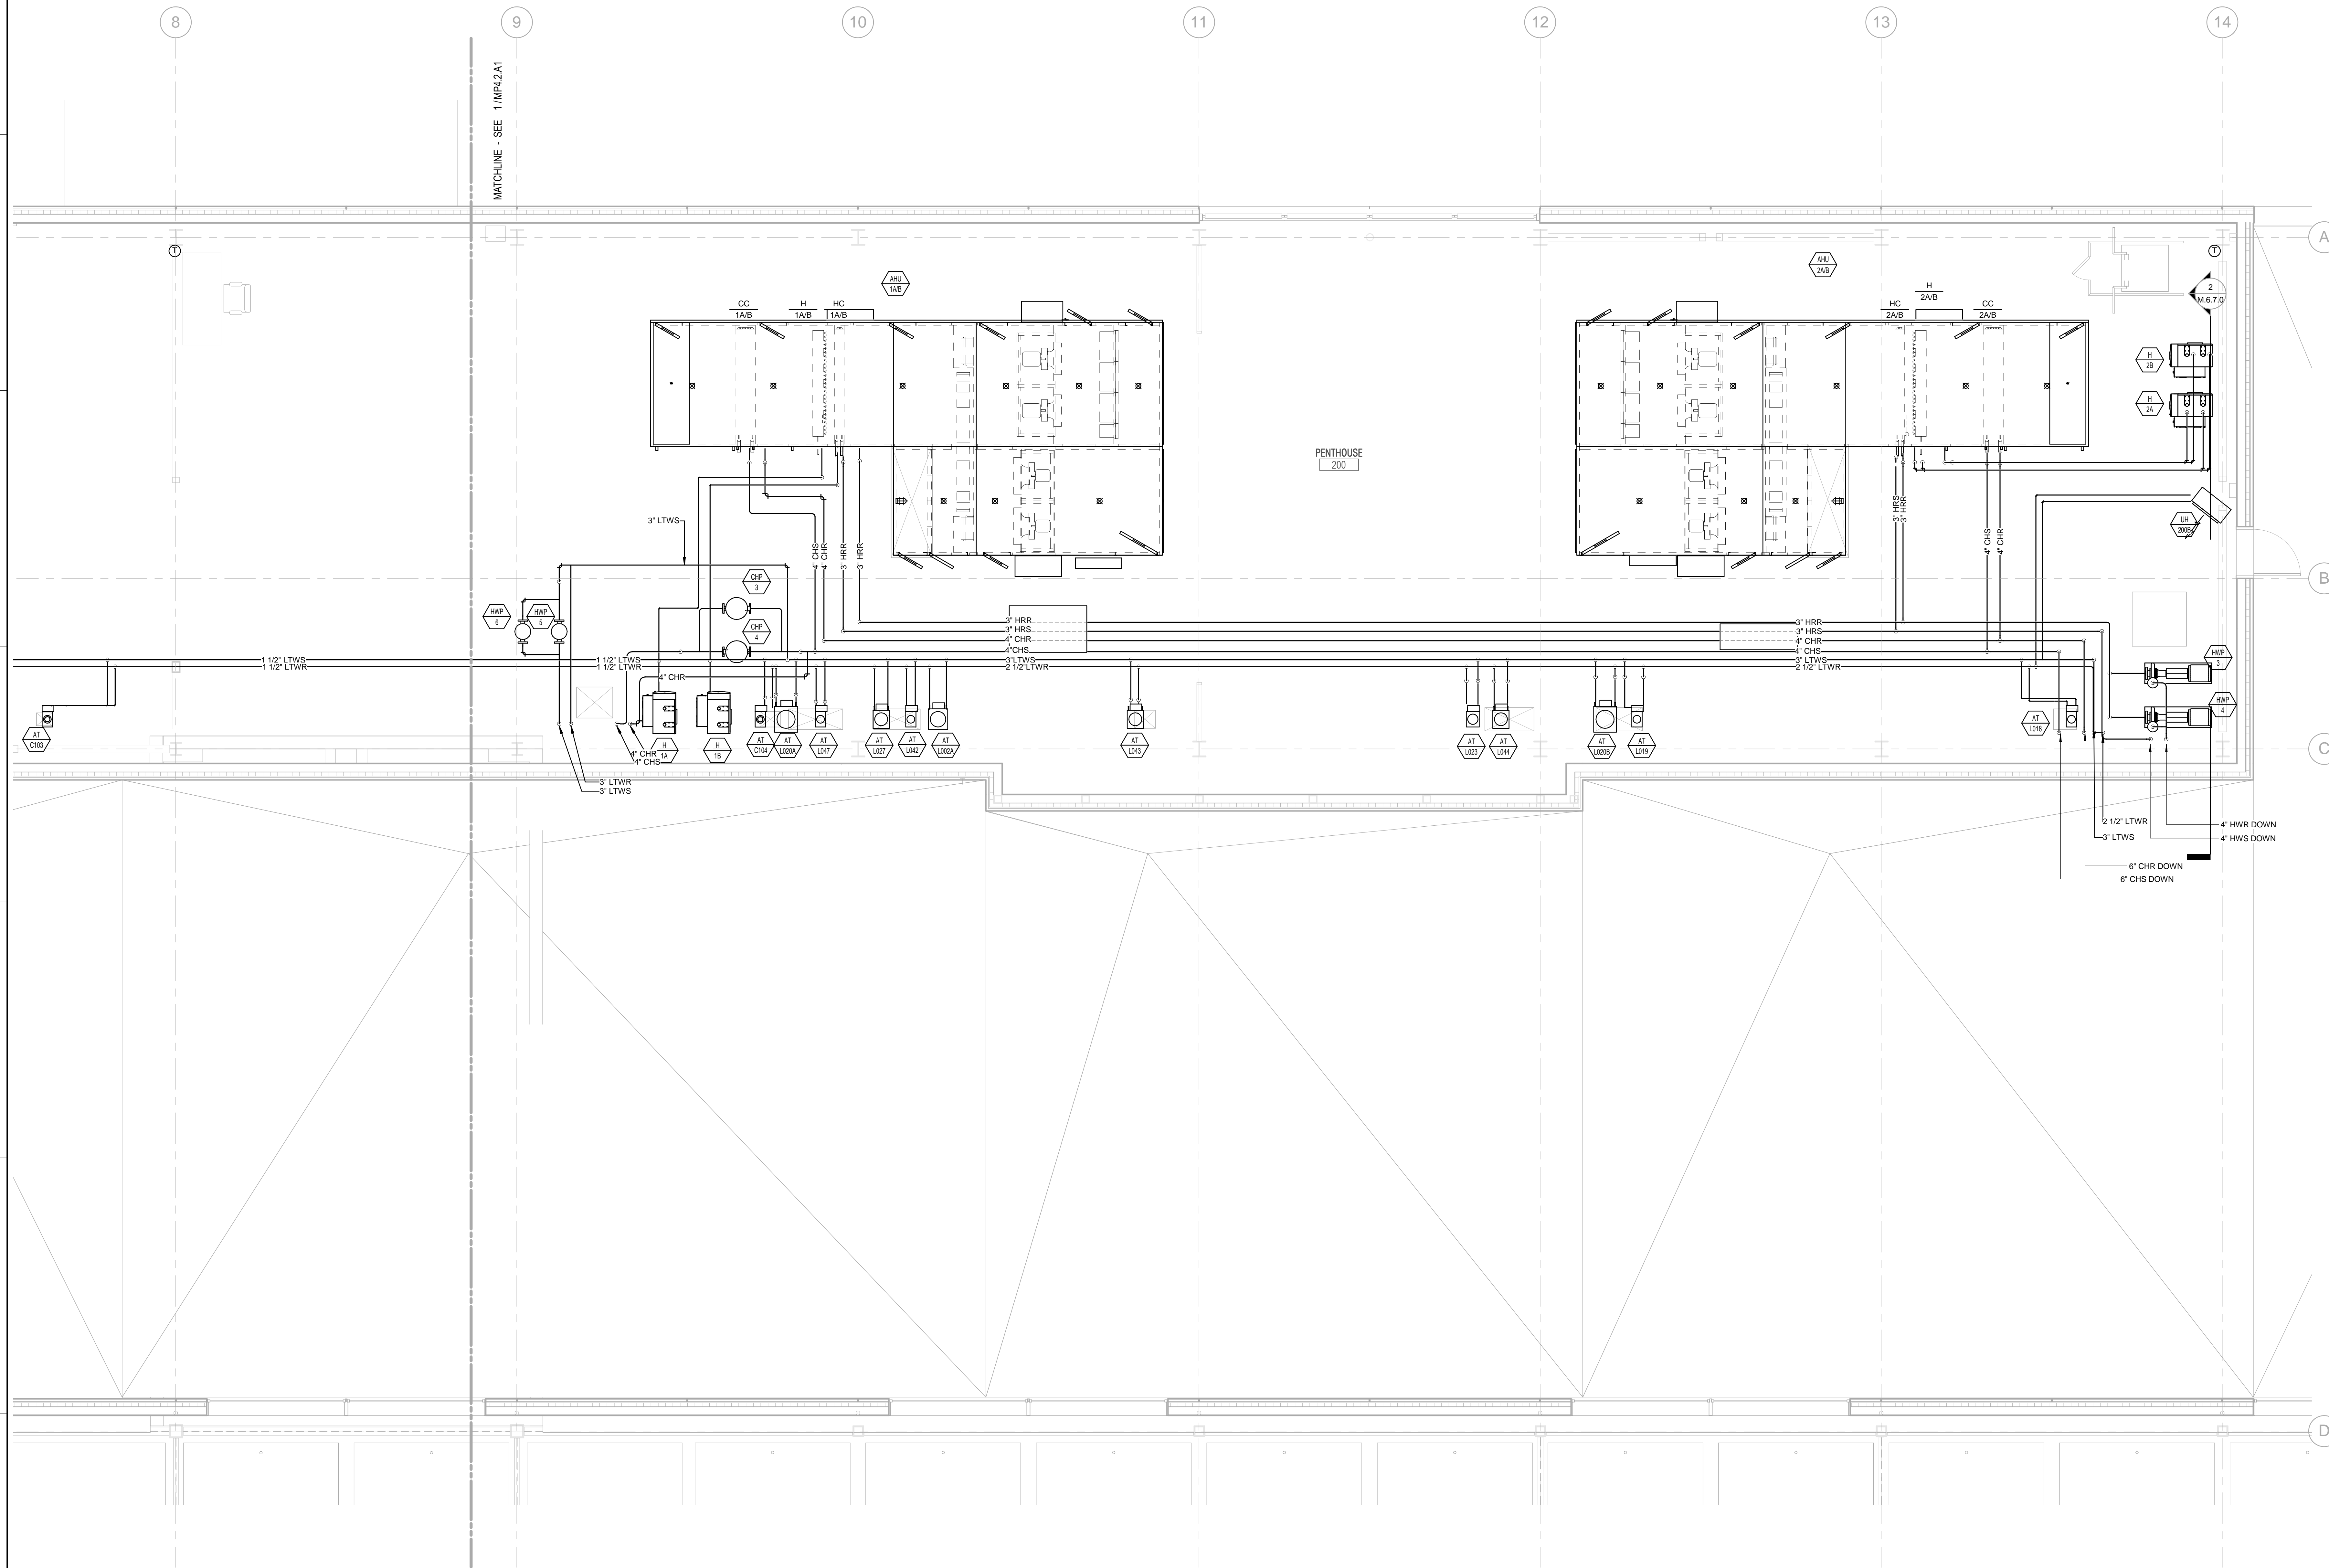 8
9
10
11
12
13
14
MATCHLINE - SEE 1 / MP4.2.A1
A
T
T
AHU
1A/B
AHU
2A/B
CC
1A/B
H
1A/B
HC
1A/B
HC
2A/B
H
2A/B
CC
2A/B
2
M.6.7.0
H
2B
H
2A
PENTHOUSE
200
3" LTWS
4" CHS
4" CHR
3" HRR
3" HRR
3" HRS
3" HRR
4" CHS
4" CHR
UH
200B
B
CHP
3
CHP
4
HWP
6
HWP
5
3" HRR
3" HRS
4" CHR
4"CHS
3"LTWS
2 1/2"LTWR
3" HRR
3" HRS
4" CHR
4" CHS
3" LTWS
2 1/2" LTWR
1 1/2" LTWS
1 1/2" LTWR
1 1/2" LTWS
1 1/2" LTWR
4" CHR
HWP
3
HWP
4
AT
C103
H
1A
H
1B
AT
C104
AT
L020A
AT
L047
AT
L027
AT
L042
AT
L002A
AT
L043
AT
L023
AT
L044
AT
L020B
AT
L019
AT
L018
C
4" CHR
4" CHS
3" LTWR
3" LTWS
2 1/2" LTWR
3" LTWS
4" HWR DOWN
4" HWS DOWN
6" CHR DOWN
6" CHS DOWN
D